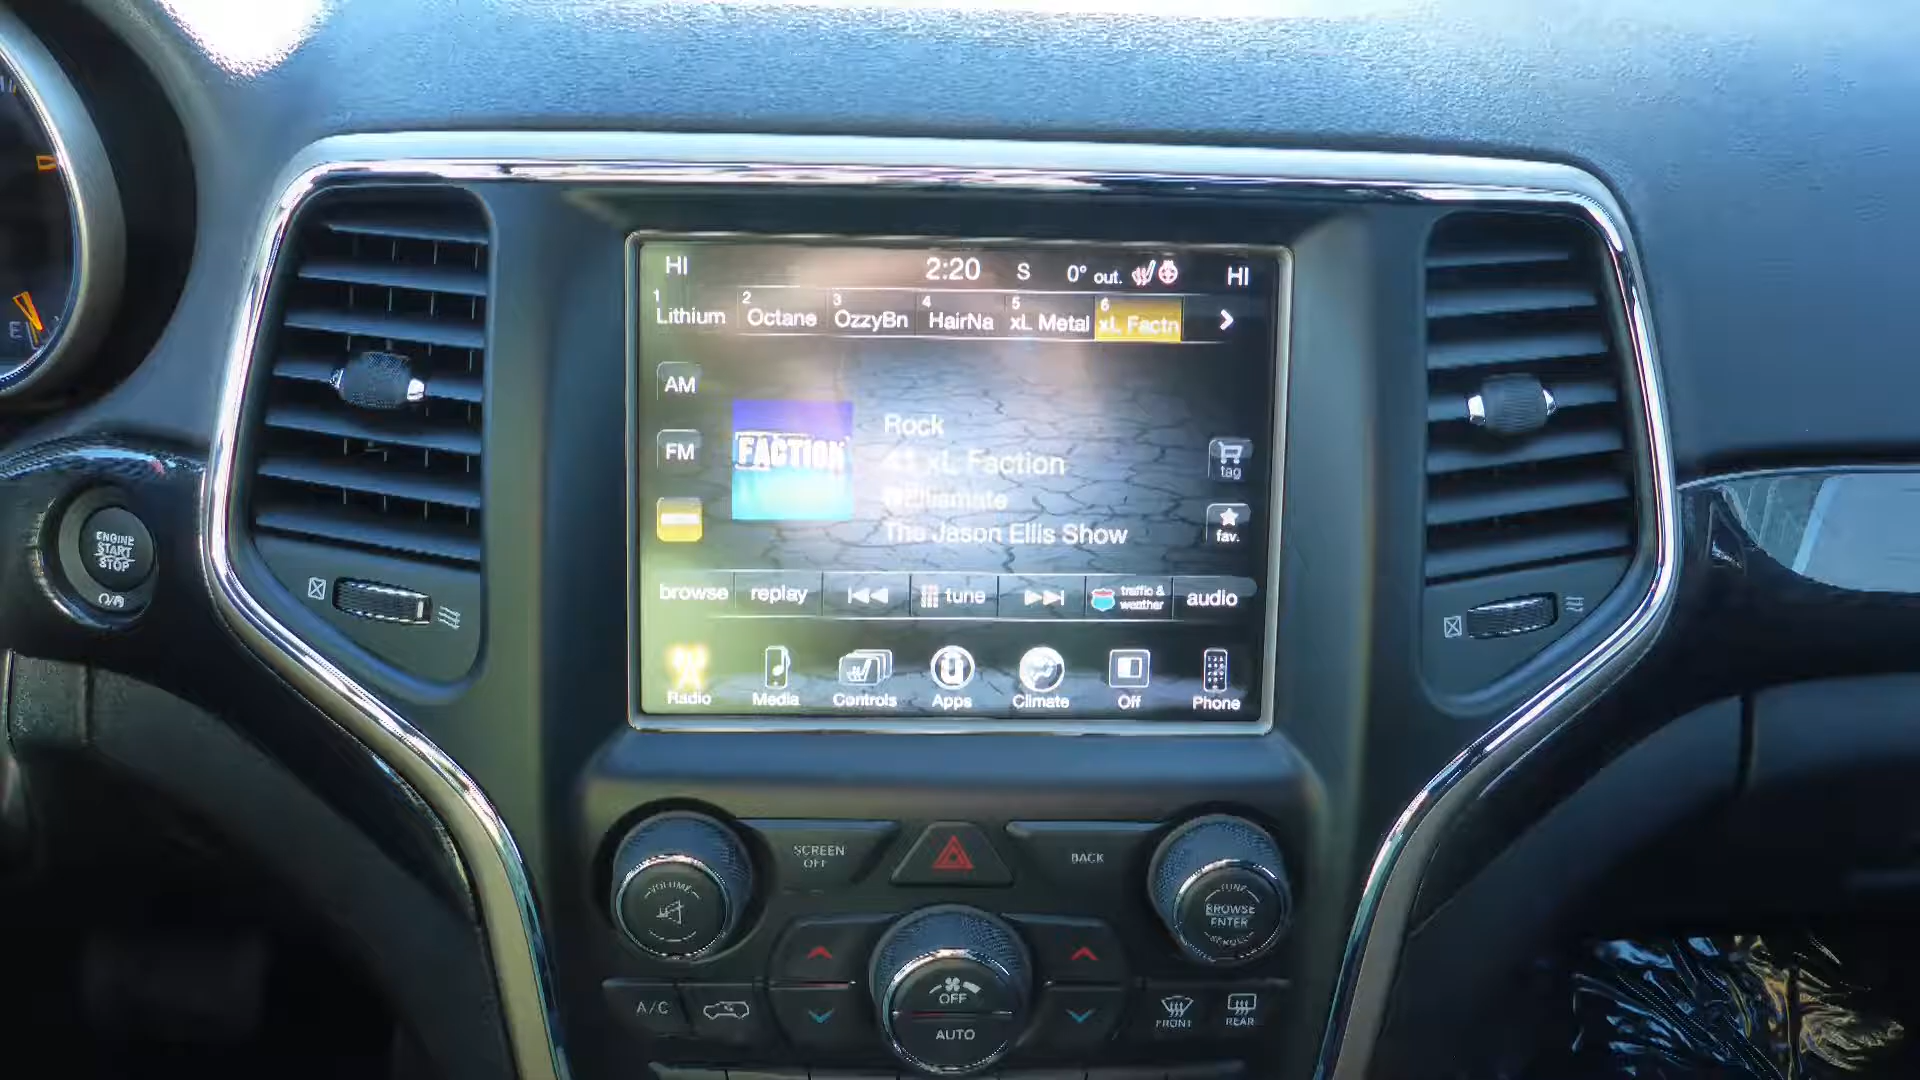 HI 2:20 S 0° out. HI
1 Lithium 2 Octane 3 OzzyBn 4 HairNa 5 xL Metal 6 xL Factn
AM
FM
FACTION
Rock
41 xL Faction
The Jason Ellis Show
tag
fav.
browse replay tune traffic & weather audio
Radio Media Controls Apps Climate Off Phone
ENGINE
START
STOP
E
SCREEN
OFF
BACK
VOLUME
TUNE
BROWSE
ENTER
SCROLL
A/C
OFF
AUTO
FRONT
REAR